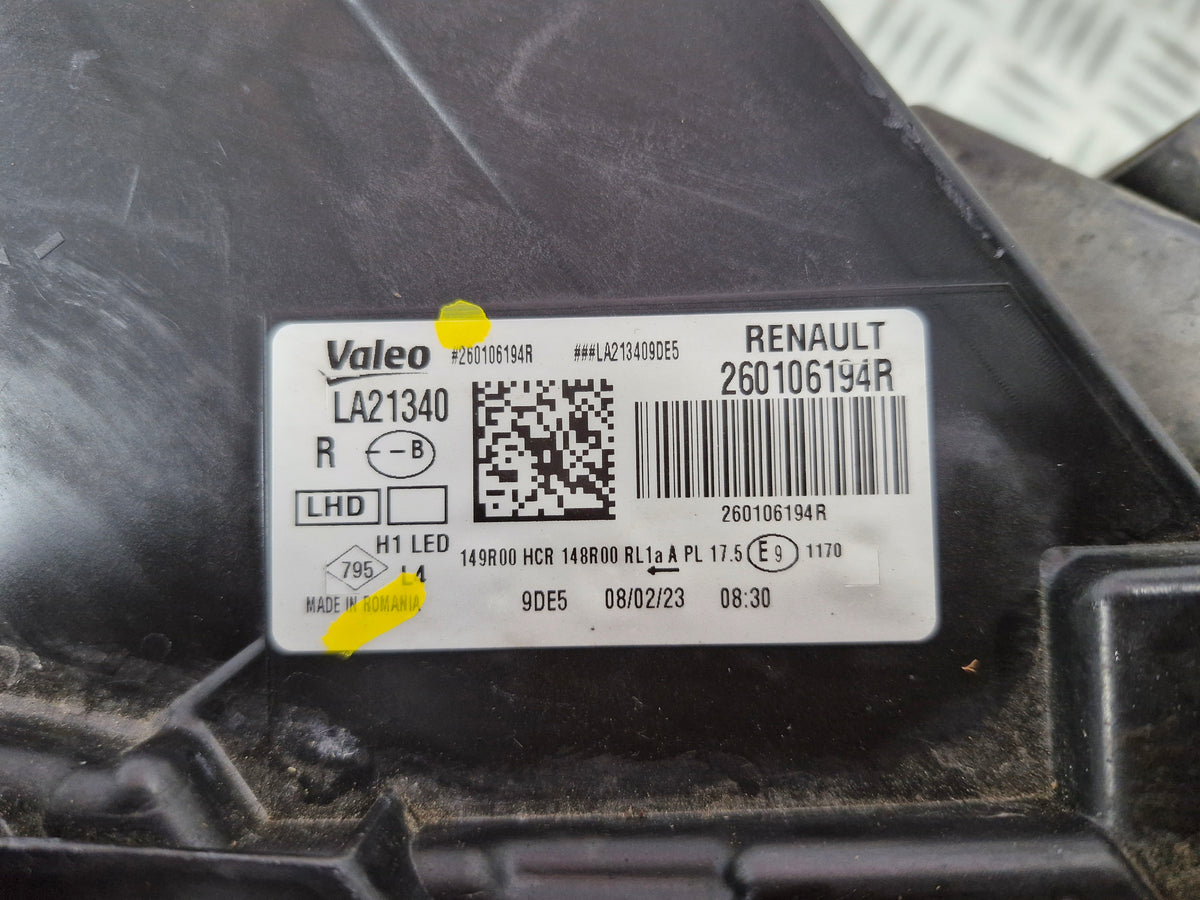 Valeo #260106194R ###LA213409DE5 RENAULT
LA21340 260106194R
R --B
LHD
260106194R
H1 LED
149R00 HCR 148R00 RL1a A PL 17.5 E9 1170
795 L4
MADE IN ROMANIA
9DE5 08/02/23 08:30